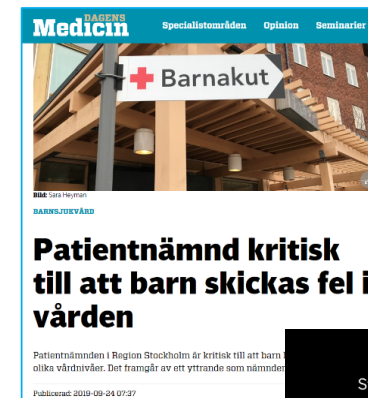 DAGENS
Medicin
Specialistområden Opinion Seminarier
Barnakut
Bild: Sara Heyman
BARNSJUKVÅRD
Patientnämnd kritisk
till att barn skickas fel i
vården
Patientnämnden i Region Stockholm är kritisk till att barn
olika vårdnivåer. Det framgår av ett yttrande som nämnden
Publicerad: 2019-09-24 07:37
S